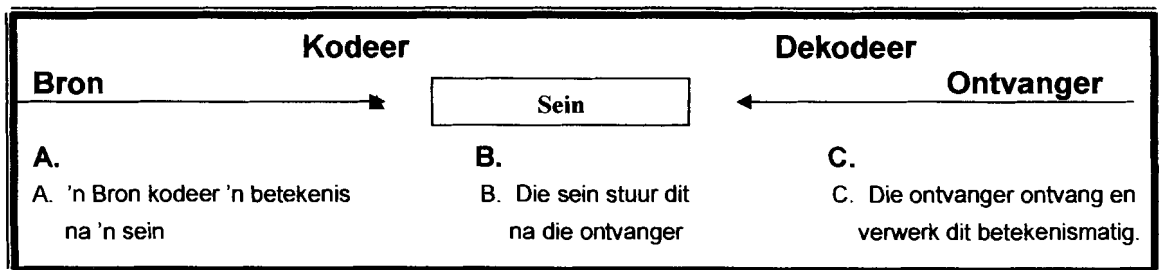 Kodeer Dekodeer
Bron Sein Ontvanger
A. B. C.
A. 'n Bron kodeer 'n betekenis B. Die sein stuur dit C. Die ontvanger ontvang en
na 'n sein na die ontvanger verwerk dit betekenismatig.